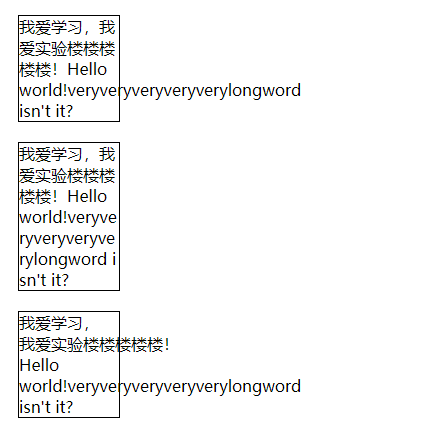 我爱学习，我
爱实验楼楼楼
楼楼！Hello
world!veryveryveryveryverylongword
isn't it?
我爱学习，我
爱实验楼楼楼
楼楼！Hello
world!veryve
ryveryveryve
rylongword i
sn't it?
我爱学习，
我爱实验楼楼楼楼楼！
Hello
world!veryveryveryveryverylongword
isn't it?